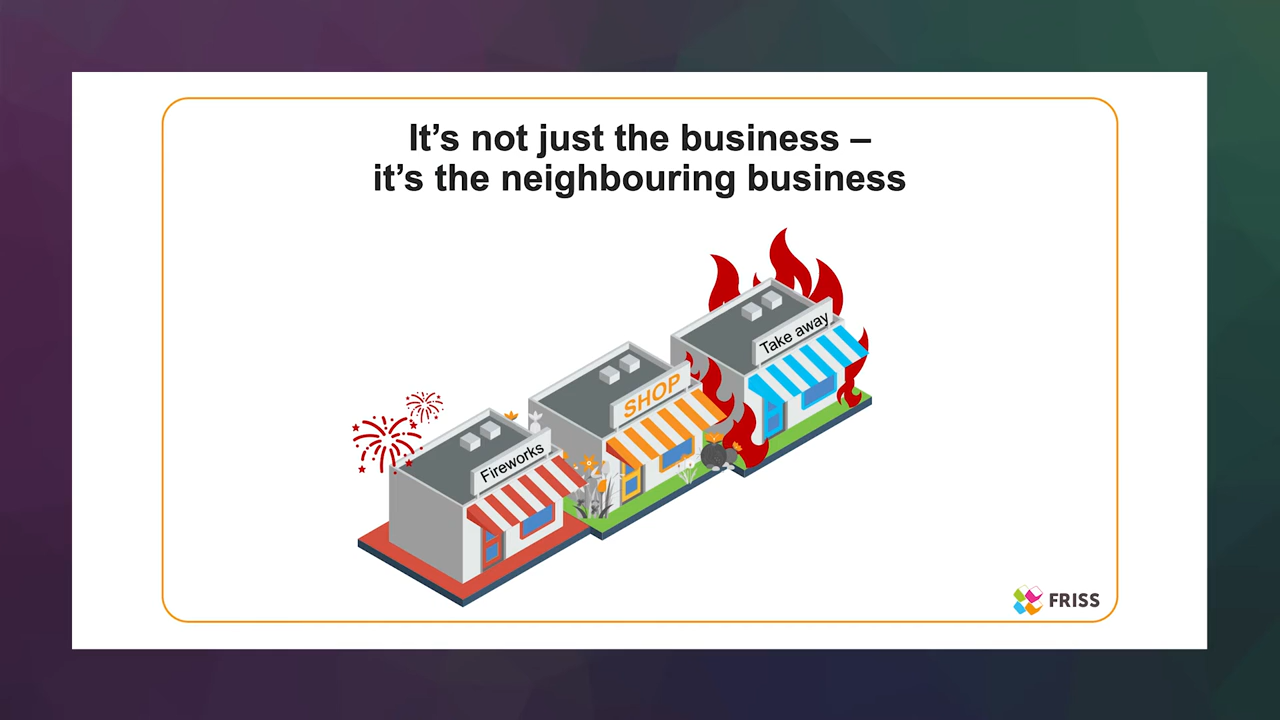 It’s not just the business –
it’s the neighbouring business
Take away
SHOP
Fireworks
FRISS